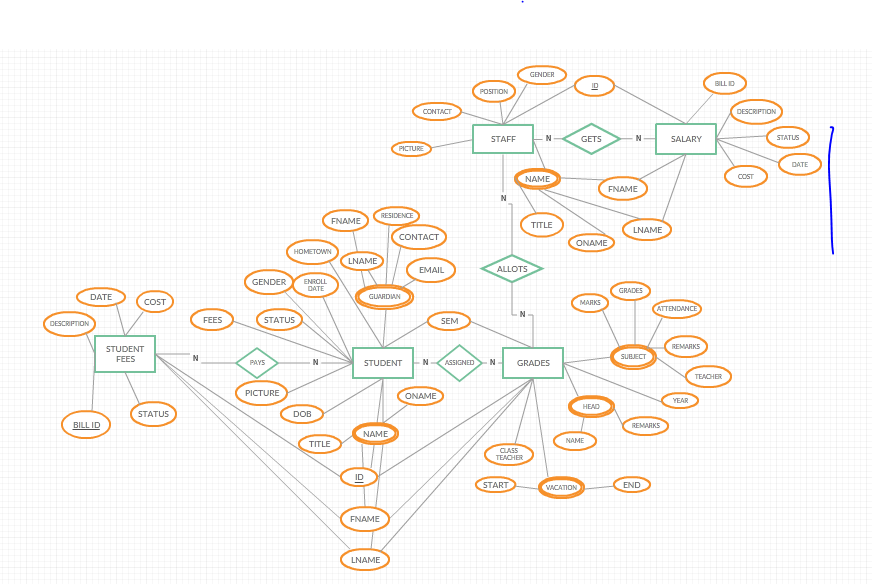 GENDER
ID
BILL ID
POSITION
CONTACT
DESCRIPTION
STAFF
N
GETS
N
SALARY
STATUS
PICTURE
DATE
COST
NAME
FNAME
N
TITLE
LNAME
ONAME
FNAME
RESIDENCE
CONTACT
HOMETOWN
LNAME
EMAIL
ALLOTS
GENDER
ENROLL
DATE
GUARDIAN
DATE
COST
MARKS
GRADES
ATTENDANCE
DESCRIPTION
FEES
STATUS
SEM
N
REMARKS
STUDENT
FEES
N
PAYS
N
STUDENT
N
ASSIGNED
N
GRADES
SUBJECT
TEACHER
PICTURE
ONAME
YEAR
BILL ID
STATUS
DOB
HEAD
REMARKS
TITLE
NAME
NAME
CLASS
TEACHER
ID
START
VACATION
END
FNAME
LNAME